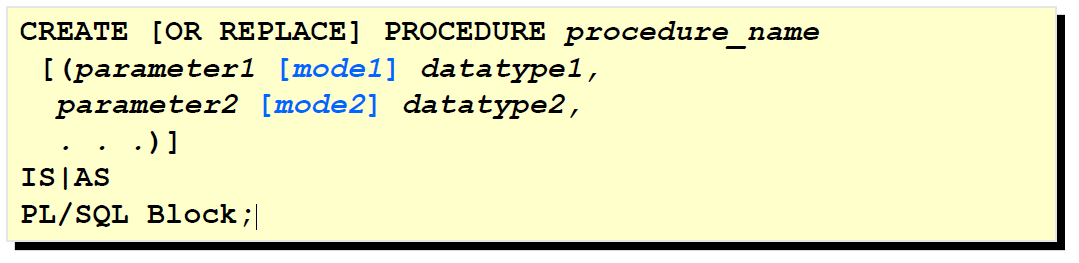 CREATE [OR REPLACE] PROCEDURE procedure_name
[(parameter1 [mode1] datatype1,
parameter2 [mode2] datatype2,
. . .)]
IS|AS
PL/SQL Block;